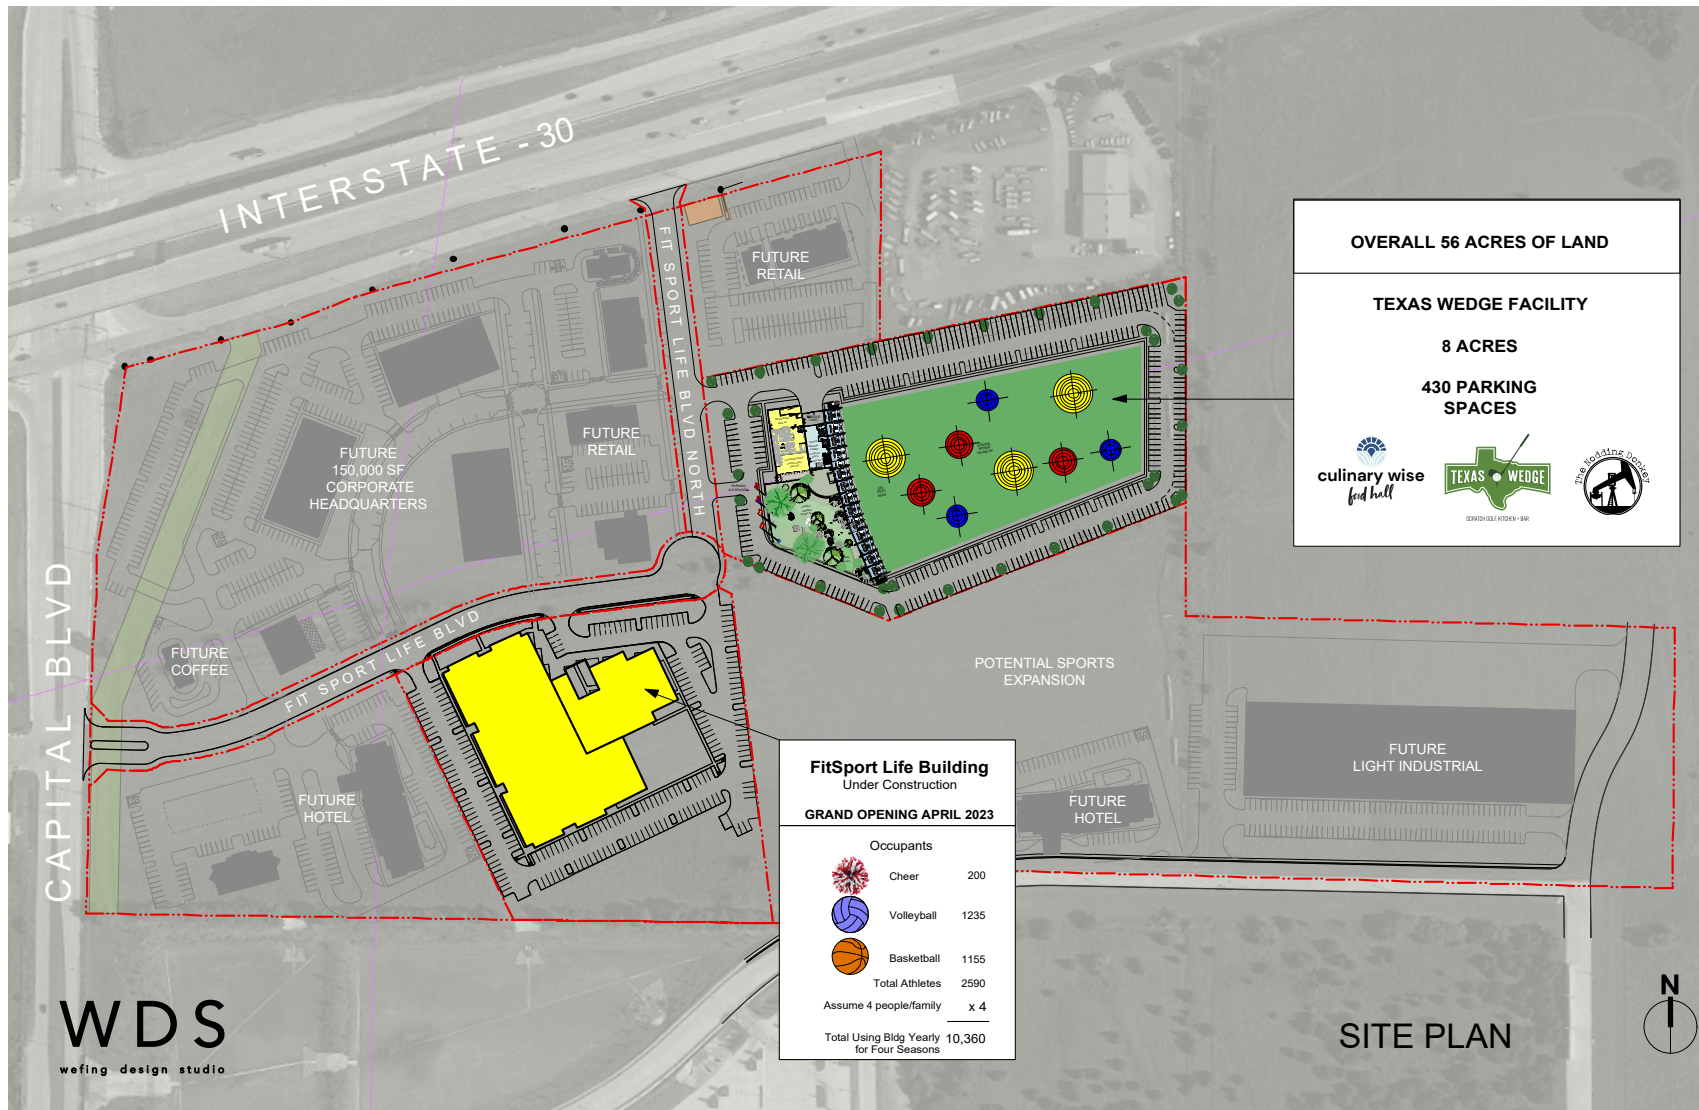 INTERSTATE - 30
OVERALL 56 ACRES OF LAND
TEXAS WEDGE FACILITY
8 ACRES
430 PARKING
SPACES
culinary wise
food hall
TEXAS WEDGE
SCRATCH GOLF, KITCHEN + BAR
The Nodding Donkey
FIT SPORT LIFE BLVD NORTH
FUTURE
RETAIL
FUTURE
RETAIL
FUTURE
150,000 SF
CORPORATE
HEADQUARTERS
CAPITAL BLVD
FUTURE
COFFEE
FIT SPORT LIFE BLVD
POTENTIAL SPORTS
EXPANSION
FUTURE
LIGHT INDUSTRIAL
FUTURE
HOTEL
FUTURE
HOTEL
FitSport Life Building
Under Construction
GRAND OPENING APRIL 2023
Occupants
Cheer 200
Volleyball 1235
Basketball 1155
Total Athletes 2590
Assume 4 people/family x 4
Total Using Bldg Yearly 10,360
for Four Seasons
WDS
wefing design studio
SITE PLAN
N